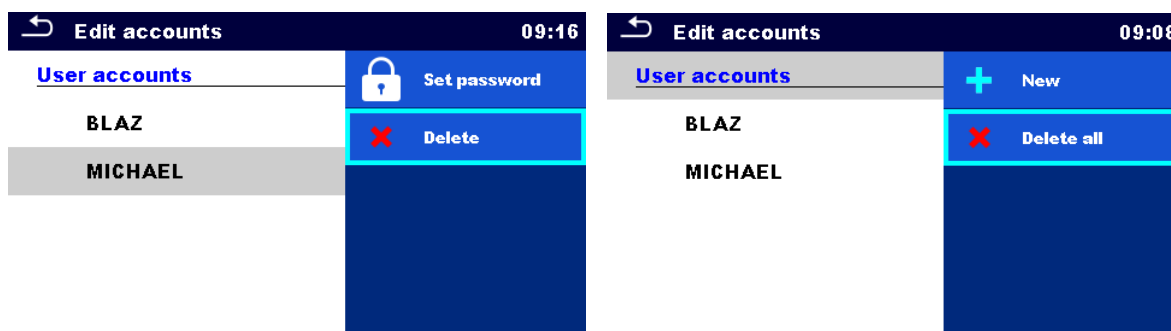 Edit accounts 09:16
User accounts
Set password
BLAZ
Delete
MICHAEL
Edit accounts 09:08
User accounts
New
BLAZ
Delete all
MICHAEL